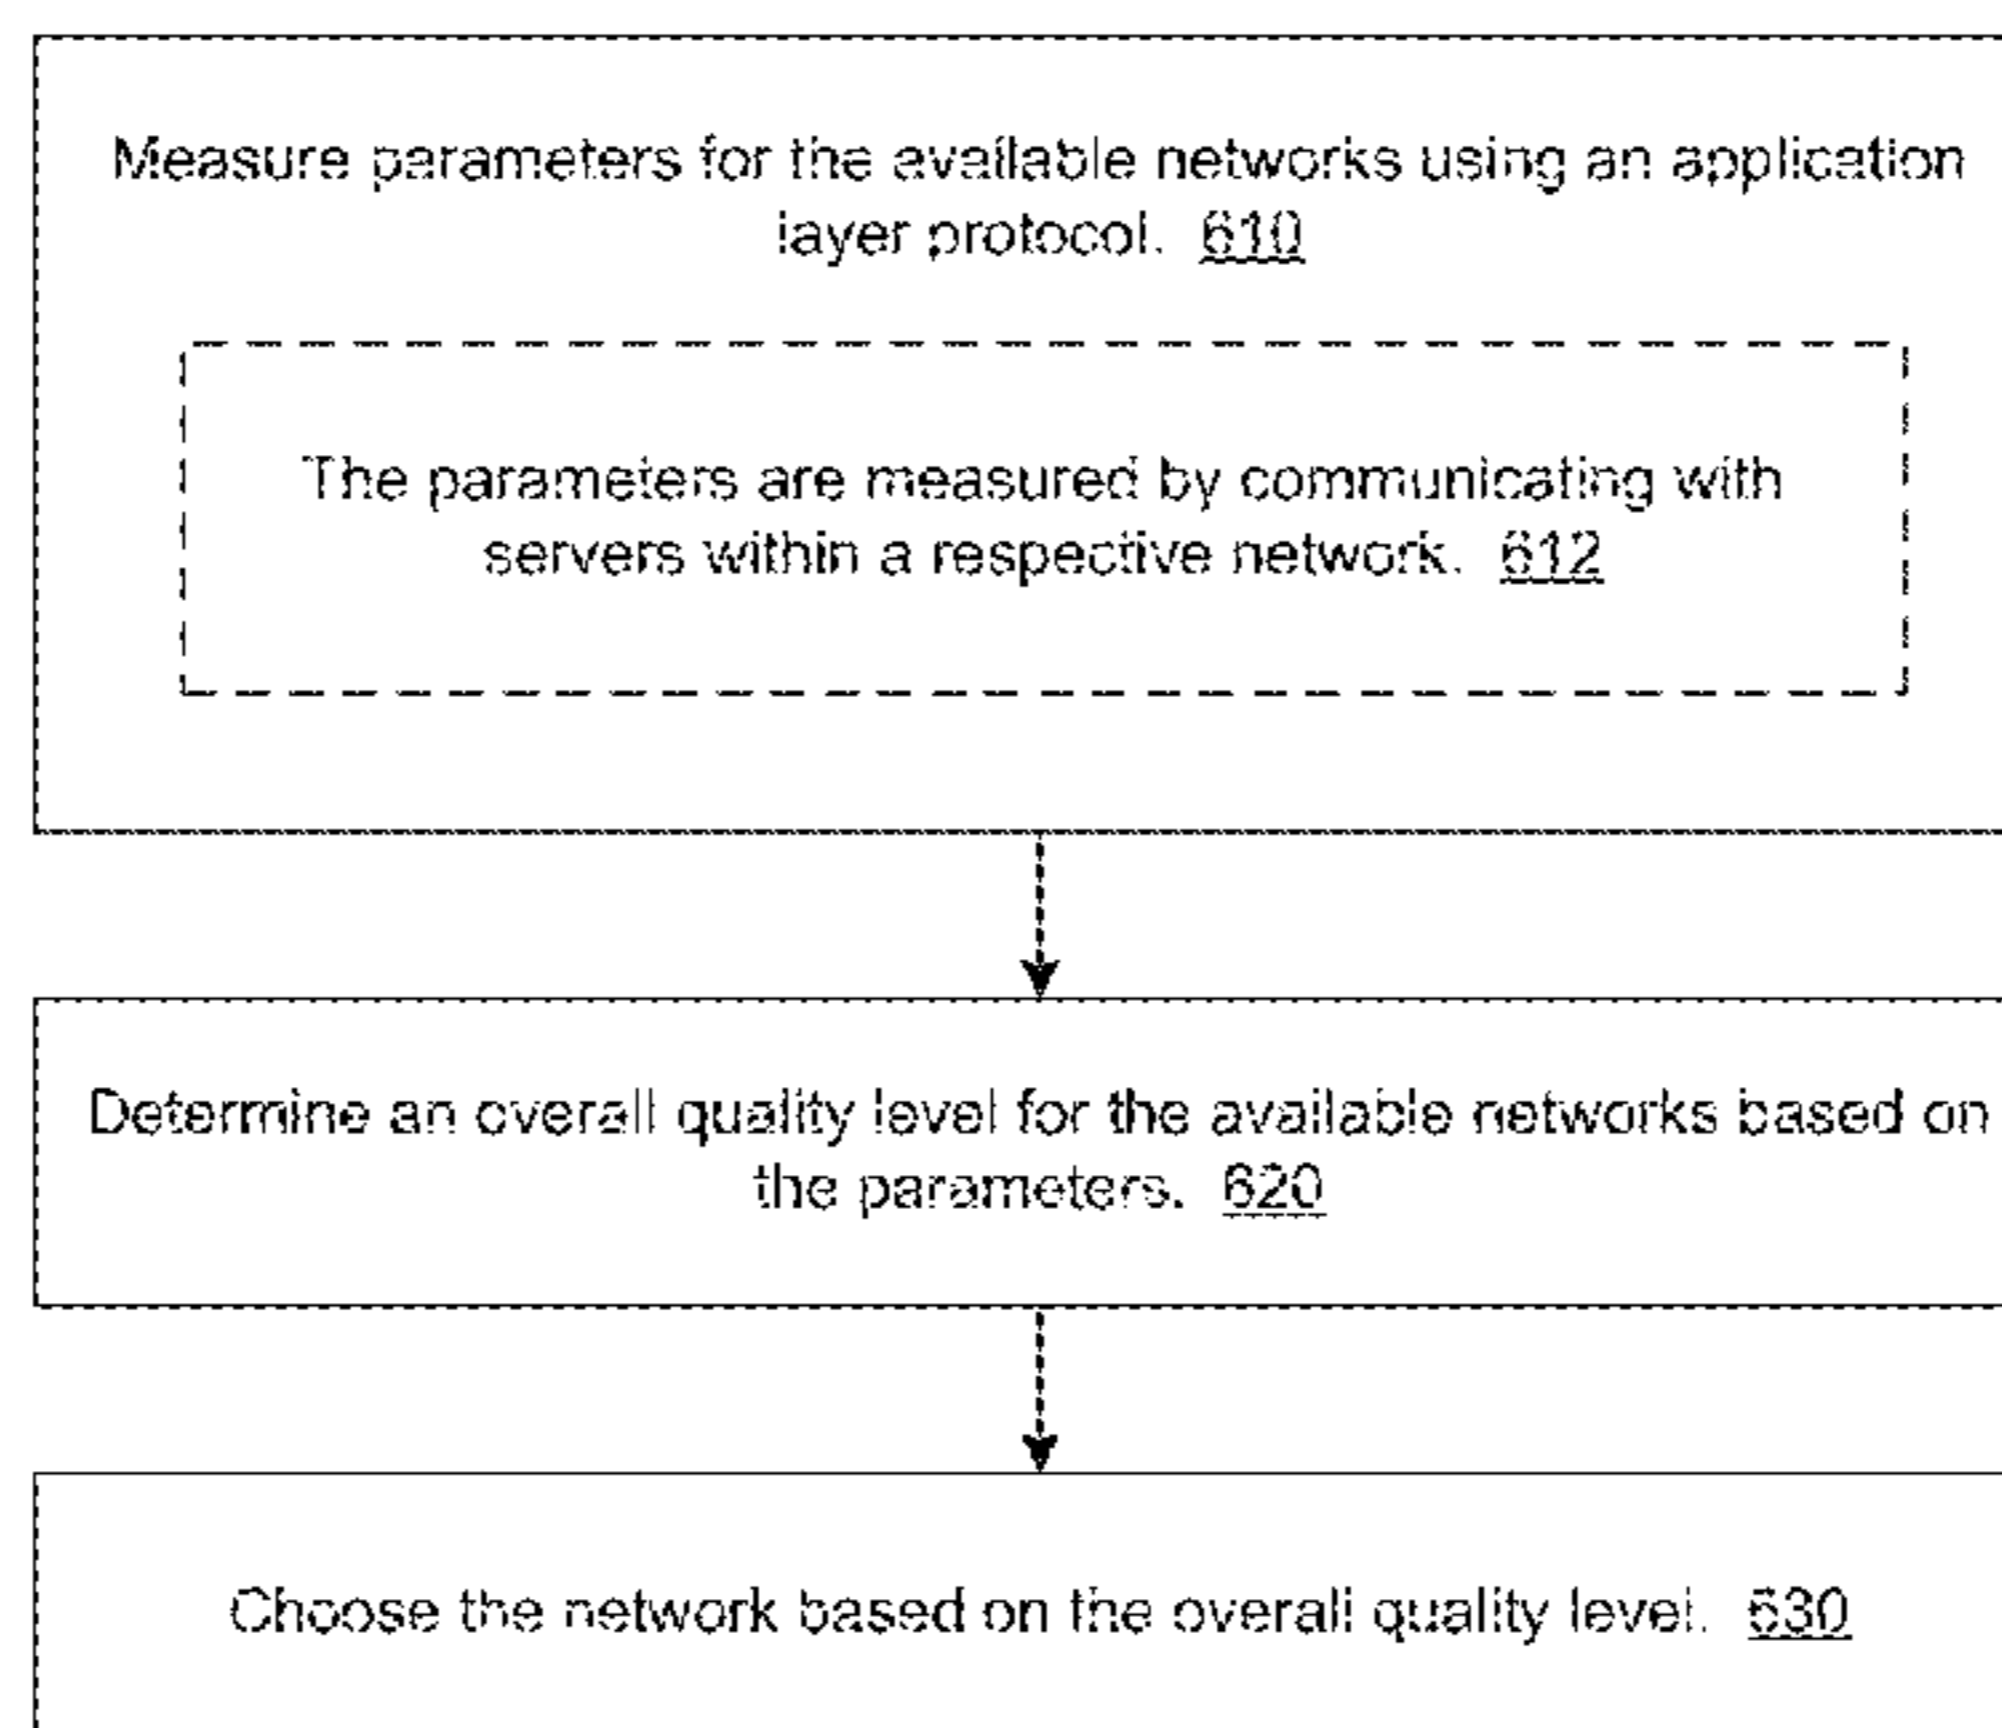 Measure parameters for the available networks using an application
layer protocol. 610
The parameters are measured by communicating with
servers within a respective network. 612
Determine an overall quality level for the available networks based on
the parameters. 620
Choose the network based on the overall quality level. 630